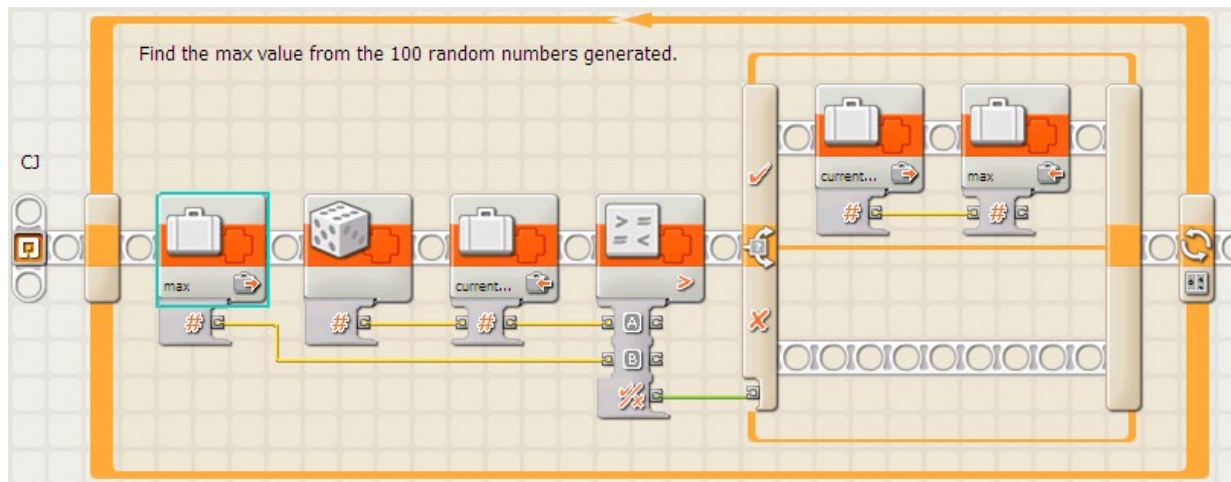 Find the max value from the 100 random numbers generated.
CJ
current...
max
max
current...
> =
= <
>
#
#
#
#
#
A
B
?